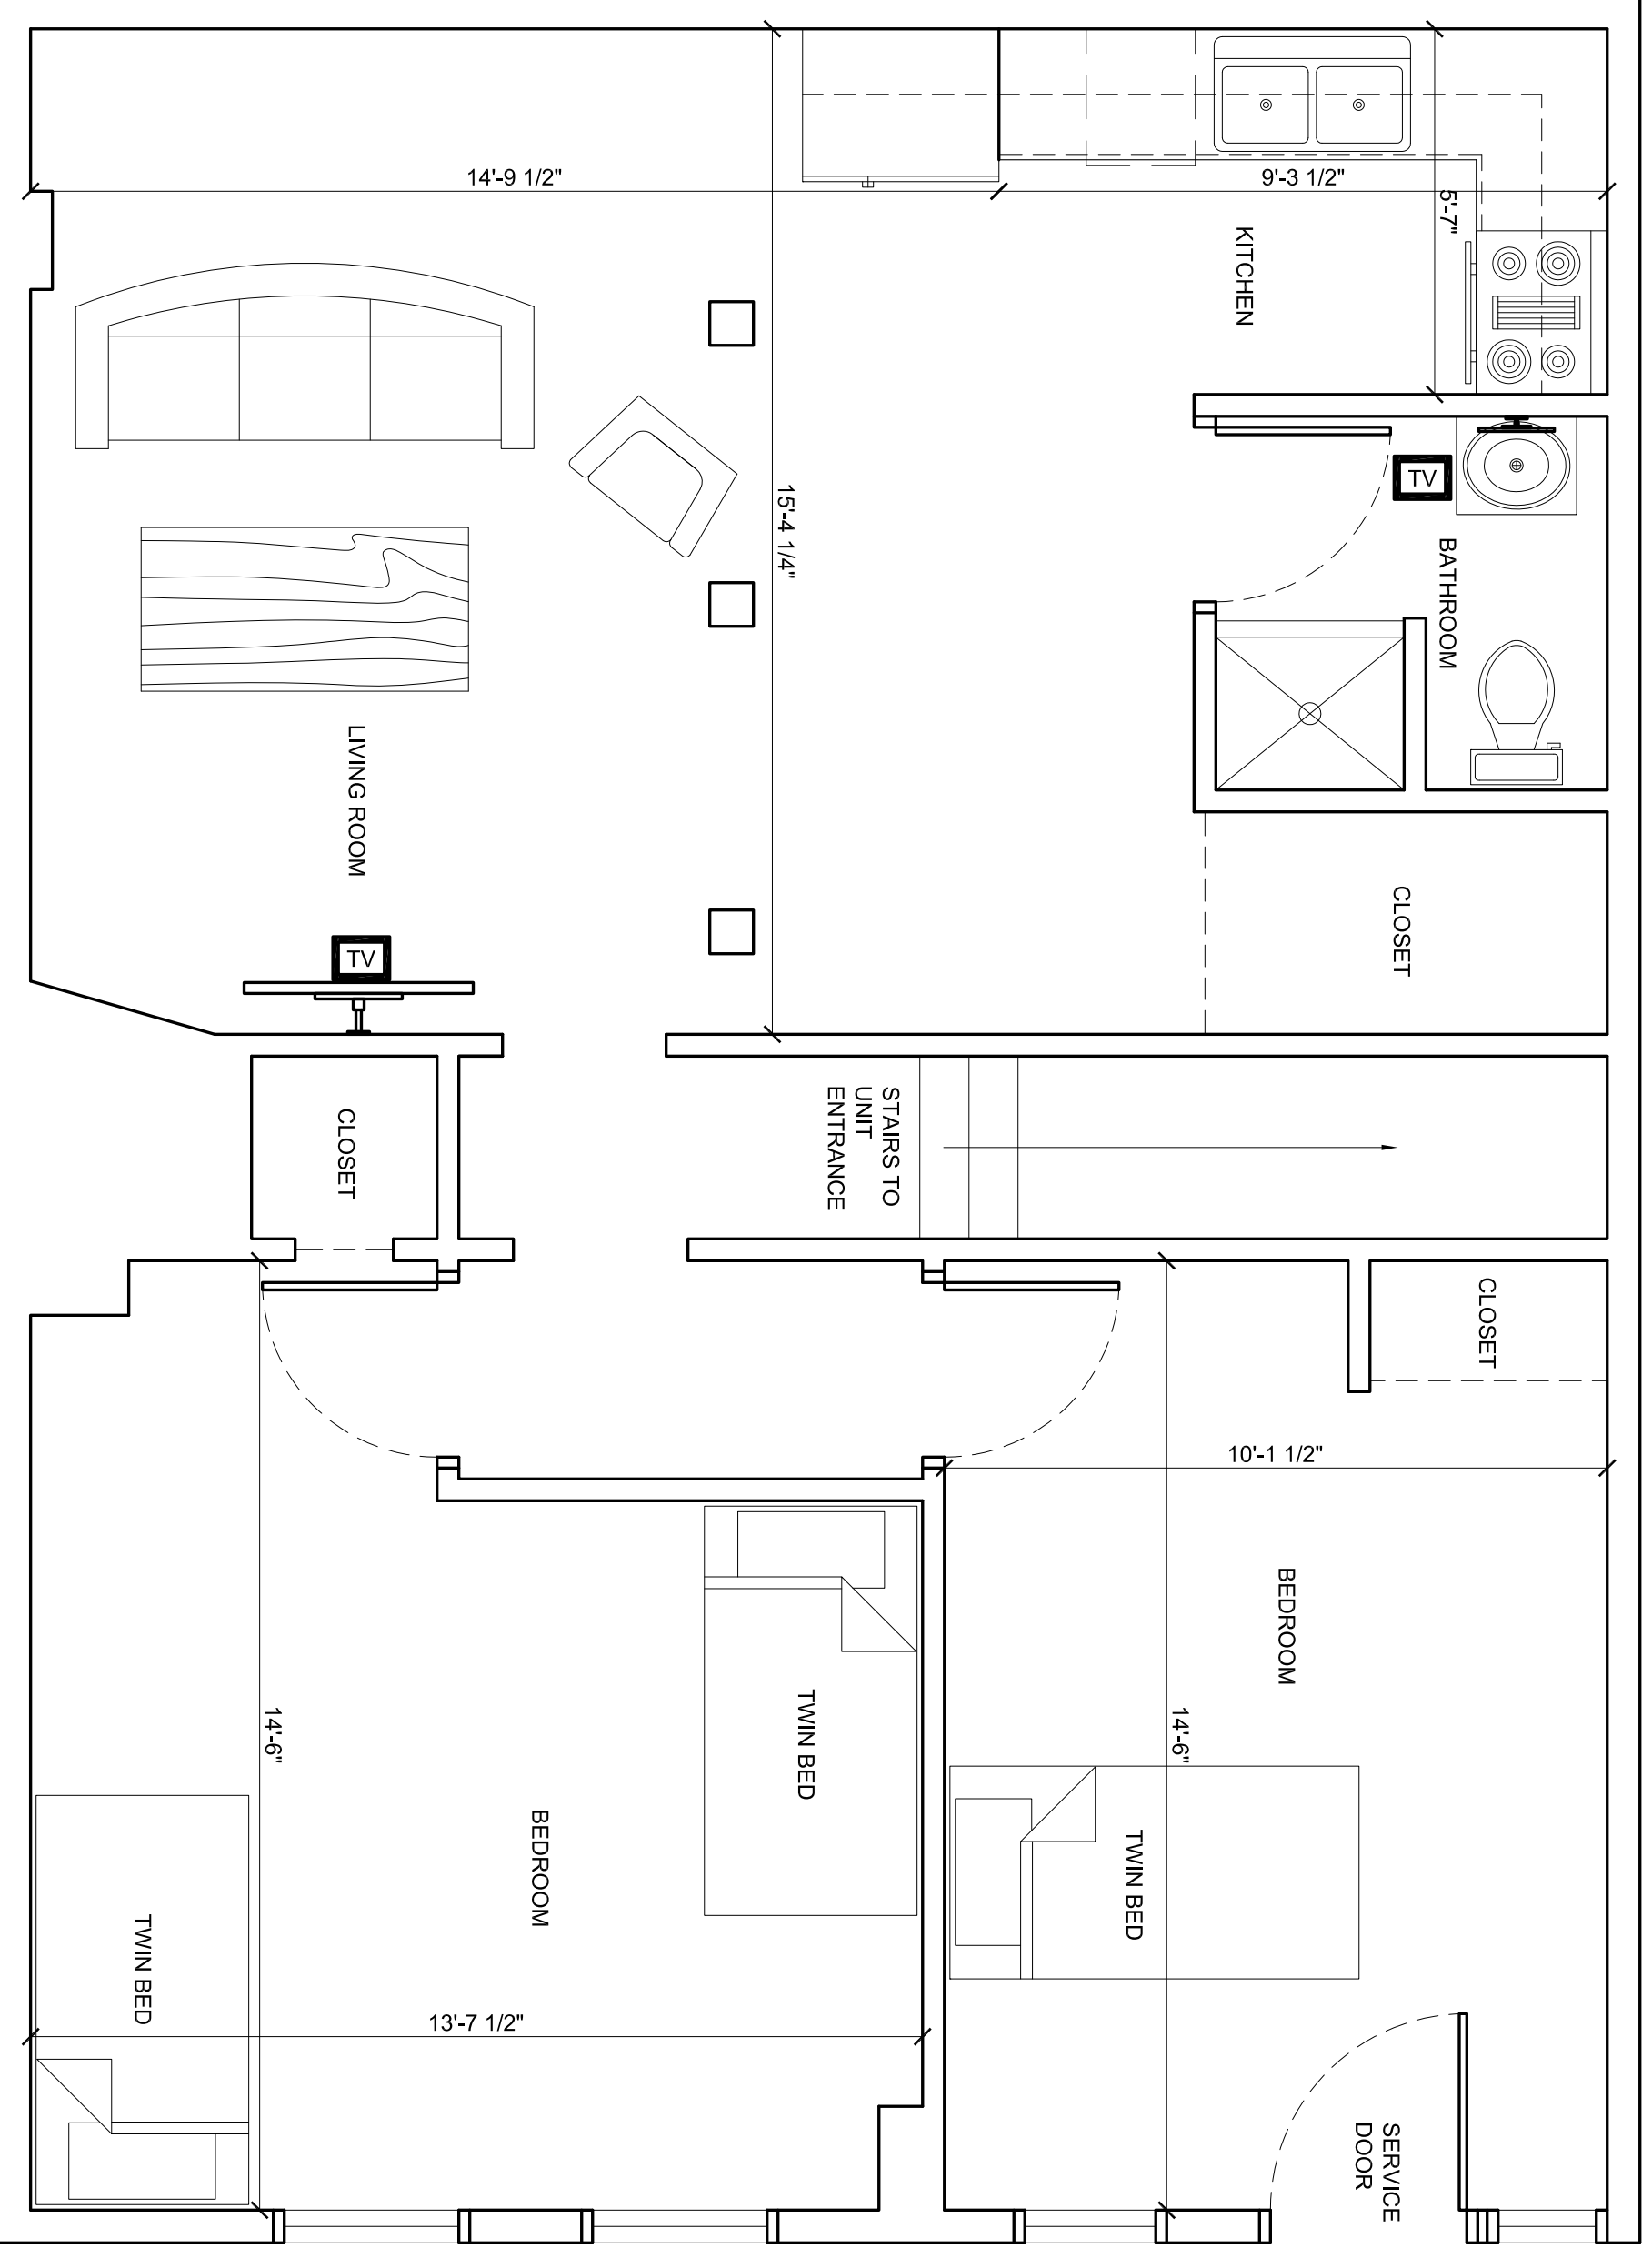 14'-9 1/2"
9'-3 1/2"
5'-7"
KITCHEN
TV
15'-4 1/4"
BATHROOM
LIVING ROOM
CLOSET
TV
STAIRS TO
UNIT
ENTRANCE
CLOSET
CLOSET
10'-1 1/2"
BEDROOM
14'-6"
TWIN BED
14'-6"
BEDROOM
TWIN BED
TWIN BED
13'-7 1/2"
SERVICE
DOOR